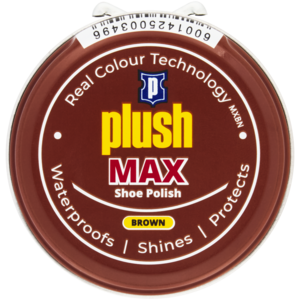 6001425003496
Real Colour Technology
MXBN
P
plush
MAX
Shoe Polish
BROWN
Waterproofs | Shines | Protects